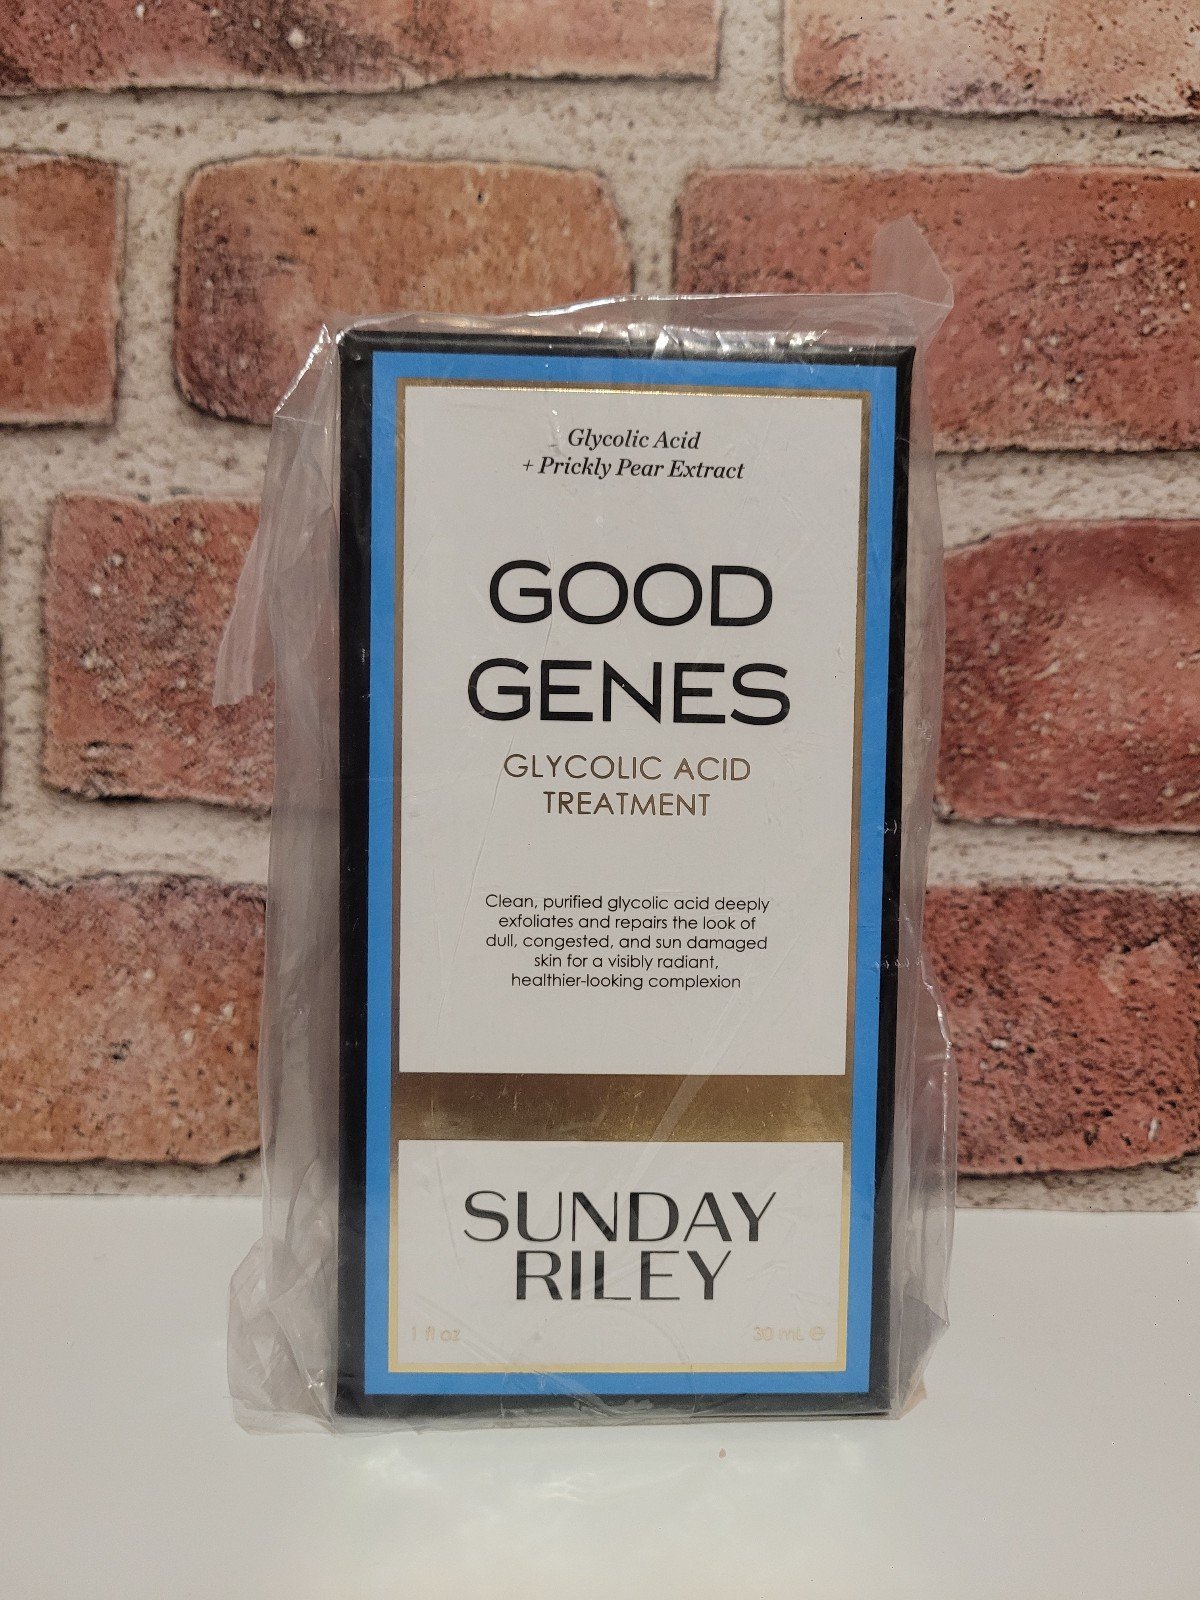 Glycolic Acid
+ Prickly Pear Extract
GOOD
GENES
GLYCOLIC ACID
TREATMENT
Clean, purified glycolic acid deeply
exfoliates and repairs the look of
dull, congested, and sun damaged
skin for a visibly radiant,
healthier-looking complexion
SUNDAY
RILEY
1 fl oz 30 mL ℮